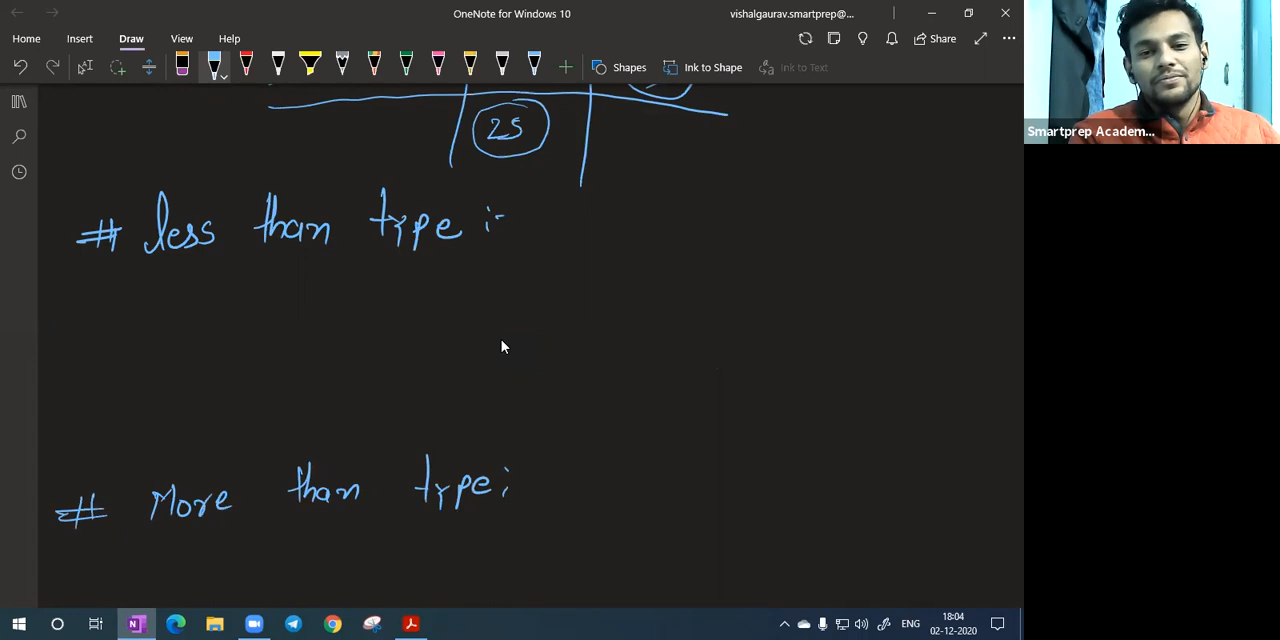 OneNote for Windows 10
vishalgaurav.smartprep@...
Home Insert Draw View Help
Share
Shapes Ink to Shape Ink to Text
Smartprep Academ...
25
# less than type :-
# More than type :
ENG
18:04
02-12-2020